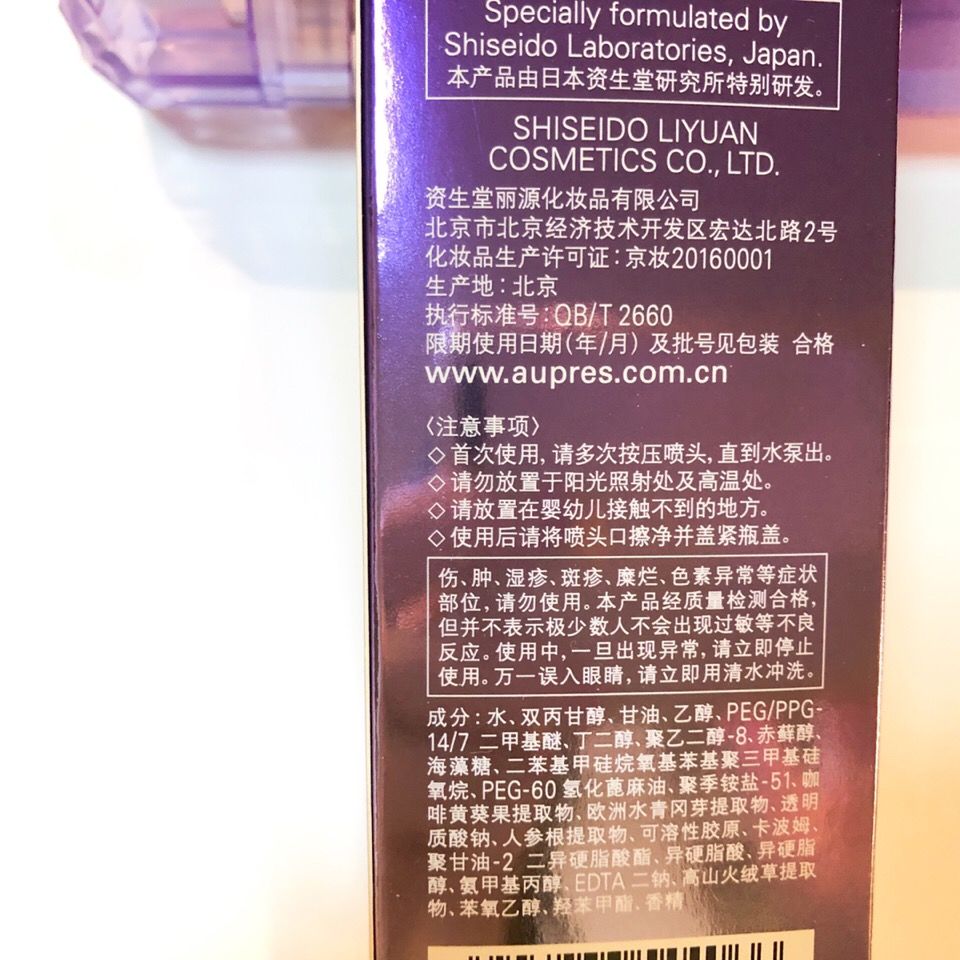 Specially formulated by
Shiseido Laboratories, Japan.
本产品由日本资生堂研究所特别研发。
SHISEIDO LIYUAN
COSMETICS CO., LTD.
资生堂丽源化妆品有限公司
北京市北京经济技术开发区宏达北路2号
化妆品生产许可证：京妆20160001
生产地：北京
执行标准号：QB/T 2660
限期使用日期(年/月) 及批号见包装 合格
www.aupres.com.cn
〈注意事项〉
◇首次使用,请多次按压喷头,直到水泵出。
◇请勿放置于阳光照射处及高温处。
◇请放置在婴幼儿接触不到的地方。
◇使用后请将喷头口擦净并盖紧瓶盖。
伤、肿、湿疹、斑疹、糜烂、色素异常等症状
部位,请勿使用。本产品经质量检测合格,
但并不表示极少数人不会出现过敏等不良
反应。使用中,一旦出现异常,请立即停止
使用。万一误入眼睛,请立即用清水冲洗。
成分：水、双丙甘醇、甘油、乙醇、PEG/PPG-
14/7 二甲基醚、丁二醇、聚乙二醇-8、赤藓醇、
海藻糖、二苯基甲硅烷氧基苯基聚三甲基硅
氧烷、PEG-60 氢化蓖麻油、聚季铵盐-51、咖
啡黄葵果提取物、欧洲水青冈芽提取物、透明
质酸钠、人参根提取物、可溶性胶原、卡波姆、
聚甘油-2 二异硬脂酸酯、异硬脂酸、异硬脂
醇、氨甲基丙醇、EDTA 二钠、高山火绒草提取
物、苯氧乙醇、羟苯甲酯、香精